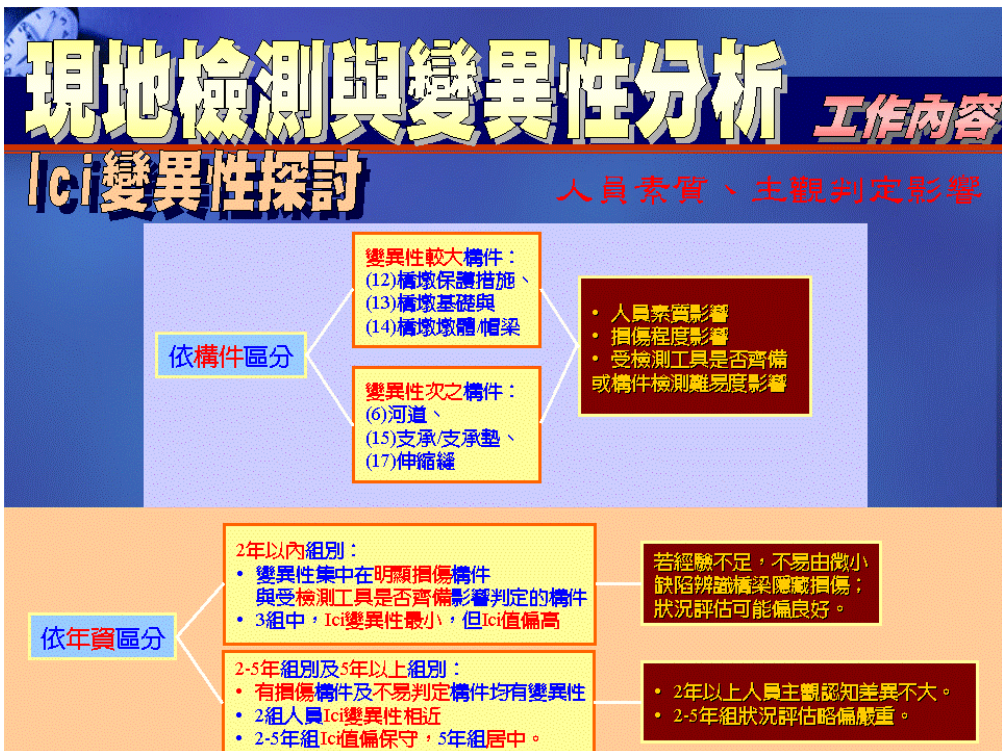 現地檢測與變異性分析 工作內容
Ici變異性探討
人員素質、主觀判定影響
依構件區分
變異性較大構件：
(12)橋墩保護措施、
(13)橋墩基礎與
(14)橋墩墩體/帽梁
變異性次之構件：
(6)河道、
(15)支承/支承墊、
(17)伸縮縫
• 人員素質影響
• 損傷程度影響
• 受檢測工具是否齊備
或構件檢測難易度影響
依年資區分
2年以內組別：
• 變異性集中在明顯損傷構件
與受檢測工具是否齊備影響判定的構件
• 3組中，Ici變異性最小，但Ici值偏高
若經驗不足，不易由微小
缺陷辨識橋梁隱藏損傷；
狀況評估可能偏良好。
2-5年組別及5年以上組別：
• 有損傷構件及不易判定構件均有變異性
• 2組人員Ici變異性相近
• 2-5年組Ici值偏保守，5年組居中。
• 2年以上人員主觀認知差異不大。
• 2-5年組狀況評估略偏嚴重。